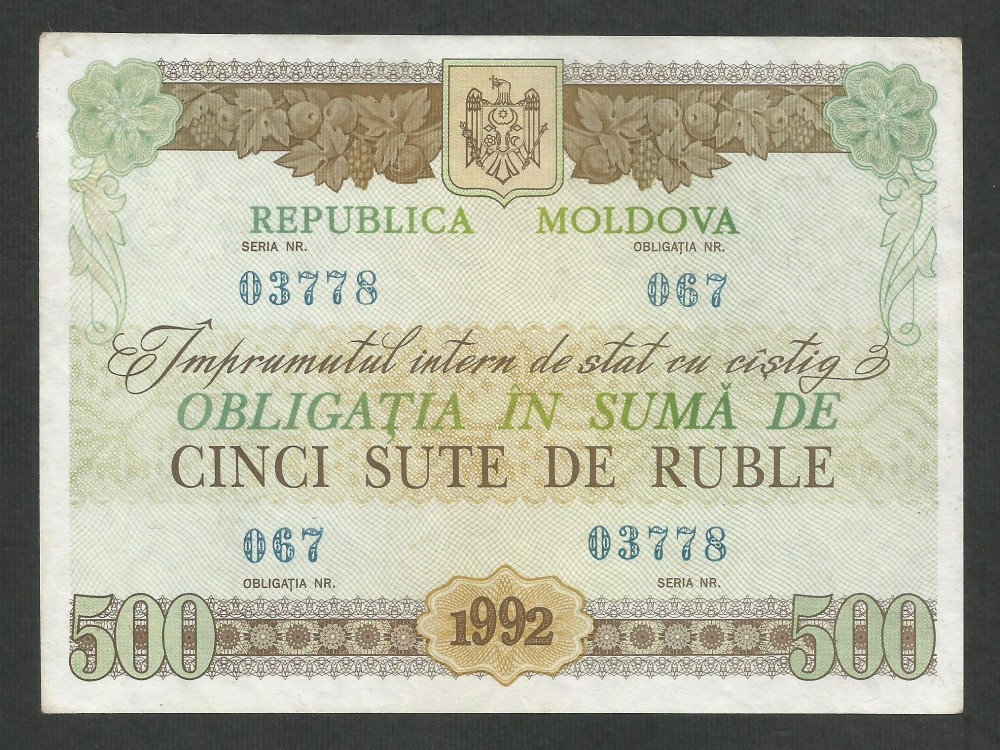 REPUBLICA MOLDOVA
SERIA NR. OBLIGAȚIA NR.
03778 067
Împrumutul intern de stat cu cîștig
OBLIGAȚIA ÎN SUMĂ DE
CINCI SUTE DE RUBLE
067 03778
OBLIGAȚIA NR. SERIA NR.
500 1992 500